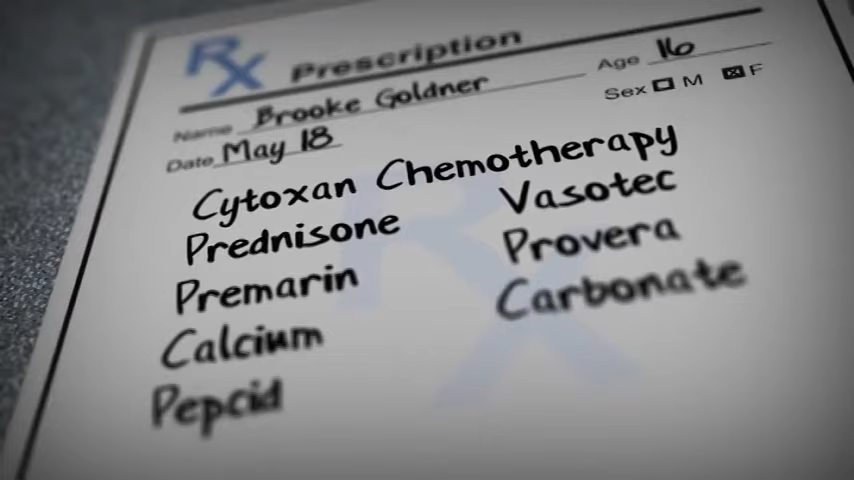 Rx Prescription
Name Brooke Goldner Age 16
Date May 18 Sex M F
Cytoxan Chemotherapy
Prednisone Vasotec
Premarin Provera
Calcium Carbonate
Pepcid